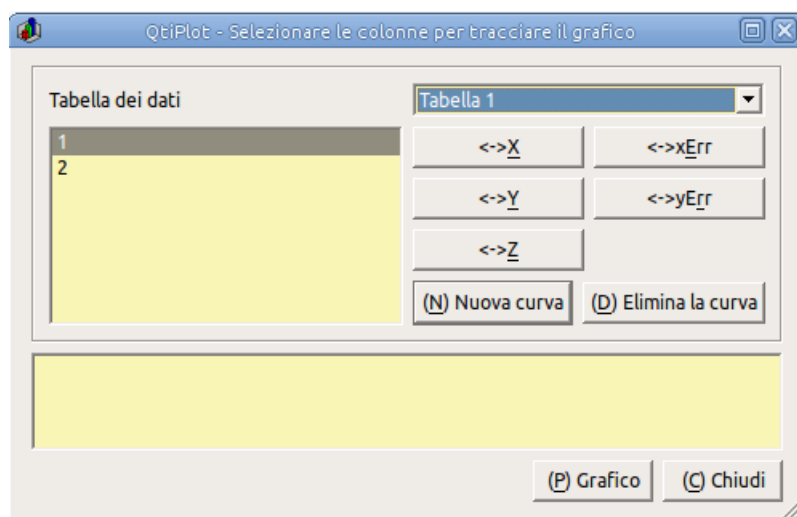 QtiPlot - Selezionare le colonne per tracciare il grafico
Tabella dei dati
Tabella 1
1
2
<->X
<->xErr
<->Y
<->yErr
<->Z
(N) Nuova curva
(D) Elimina la curva
(P) Grafico
(C) Chiudi